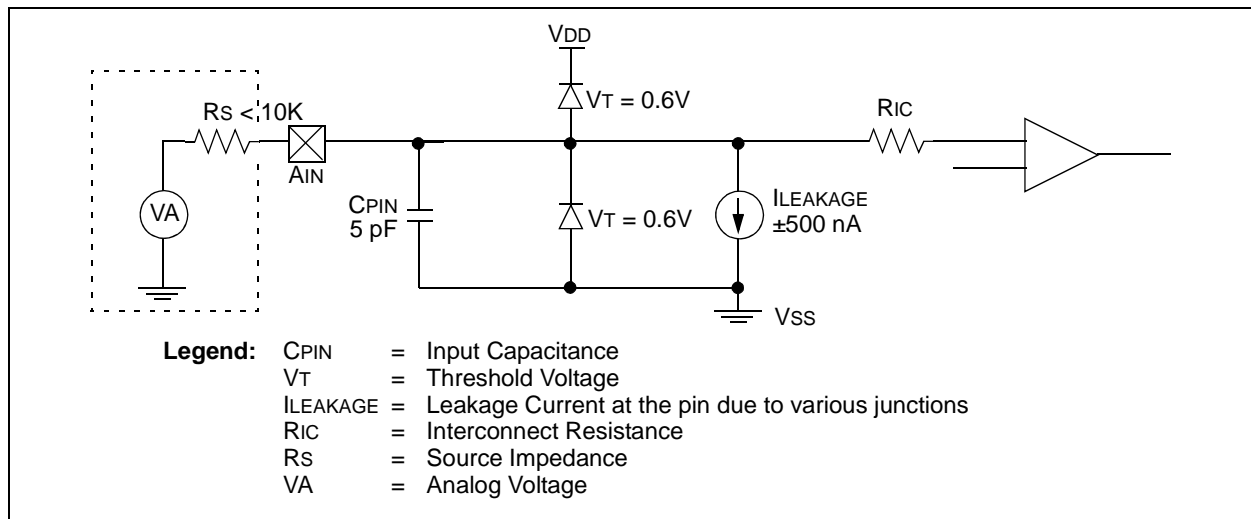 VDD
VT = 0.6V
RS < 10K
RIC
AIN
CPIN
5 pF
VA
VT = 0.6V
ILEAKAGE
±500 nA
VSS
Legend: CPIN = Input Capacitance
VT = Threshold Voltage
ILEAKAGE = Leakage Current at the pin due to various junctions
RIC = Interconnect Resistance
RS = Source Impedance
VA = Analog Voltage